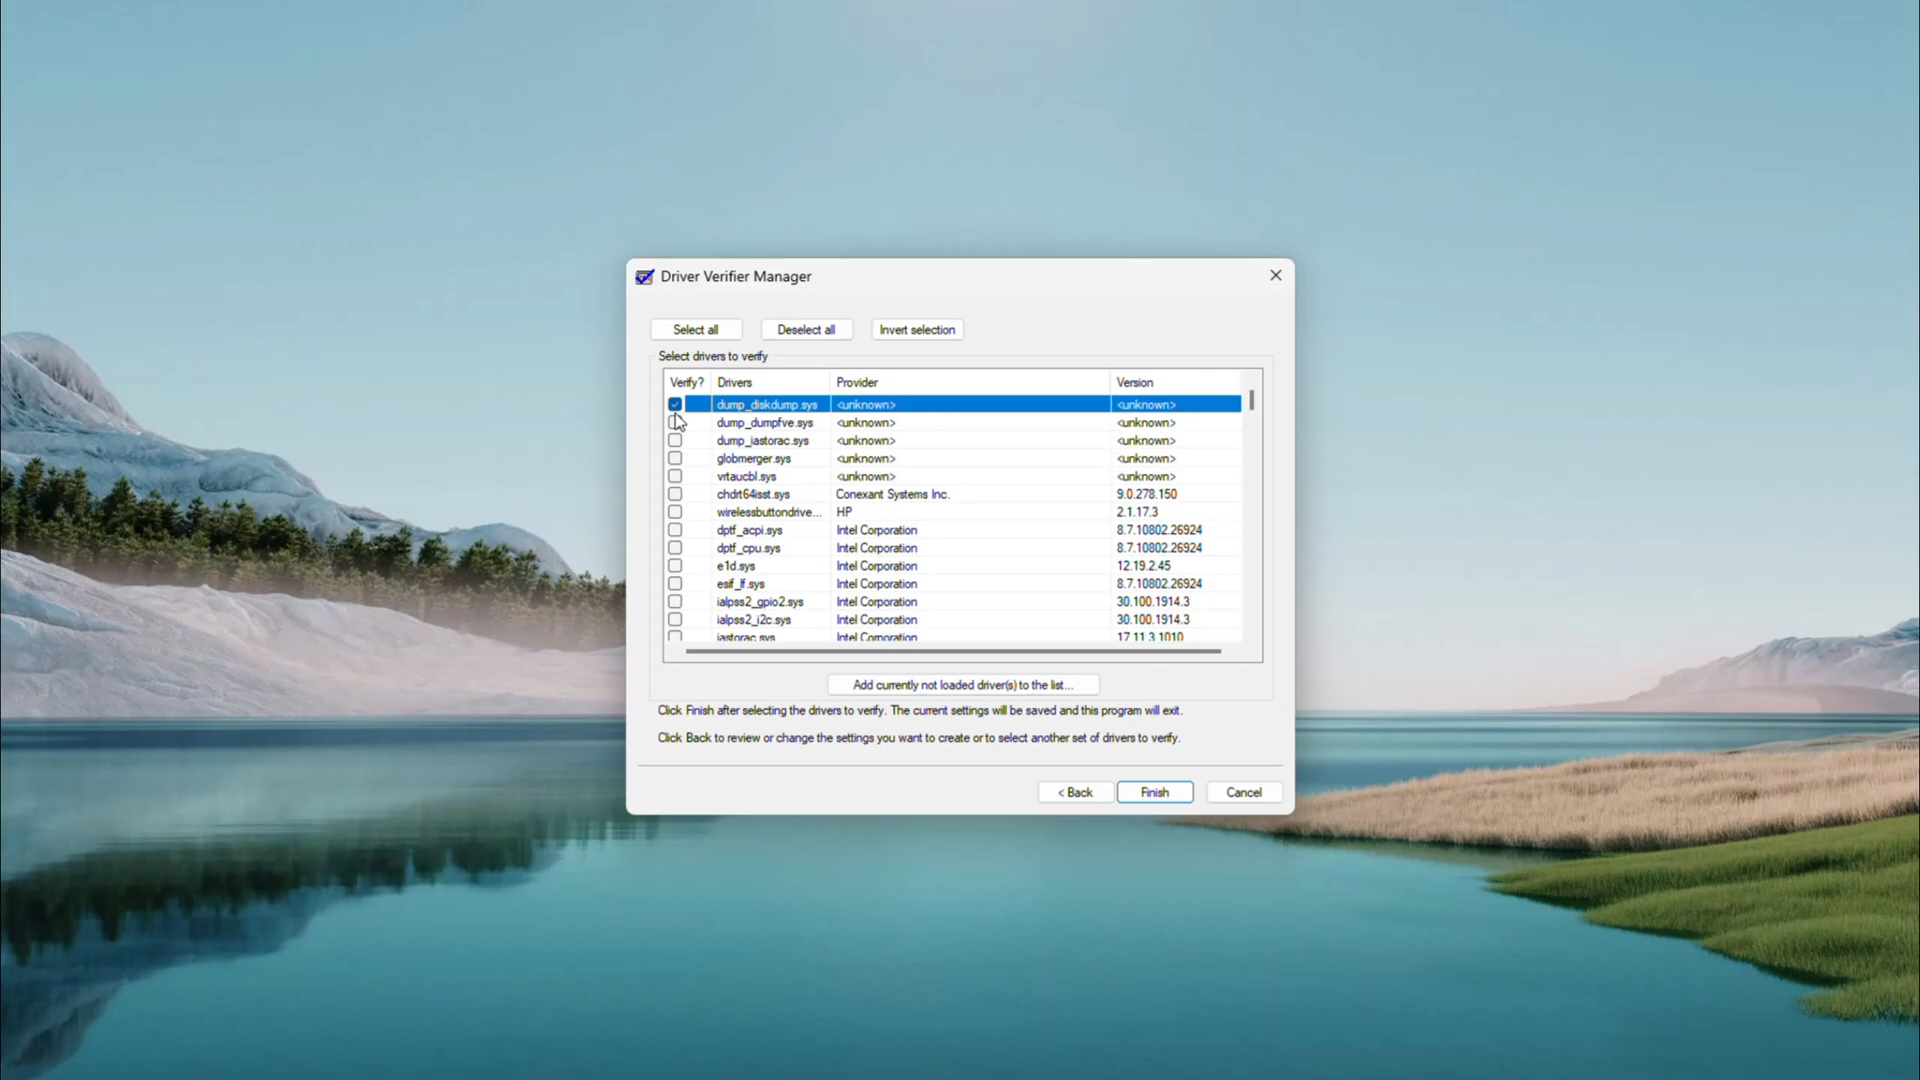 Driver Verifier Manager
Select all Deselect all Invert selection
Select drivers to verify
Verify? Drivers Provider Version
dump_diskdump.sys <unknown> <unknown>
dump_dumpfve.sys <unknown> <unknown>
dump_iastorac.sys <unknown> <unknown>
globmerger.sys <unknown> <unknown>
vrtaucbl.sys <unknown> <unknown>
chdrt64isst.sys Conexant Systems Inc. 9.0.278.150
wirelessbuttondrive... HP 2.1.17.3
dptf_acpi.sys Intel Corporation 8.7.10802.26924
dptf_cpu.sys Intel Corporation 8.7.10802.26924
e1d.sys Intel Corporation 12.19.2.45
esif_lf.sys Intel Corporation 8.7.10802.26924
ialpss2_gpio2.sys Intel Corporation 30.100.1914.3
ialpss2_i2c.sys Intel Corporation 30.100.1914.3
iastorac.sys Intel Corporation 17.11.3.1010
Add currently not loaded driver(s) to the list...
Click Finish after selecting the drivers to verify. The current settings will be saved and this program will exit.
Click Back to review or change the settings you want to create or to select another set of drivers to verify.
< Back Finish Cancel